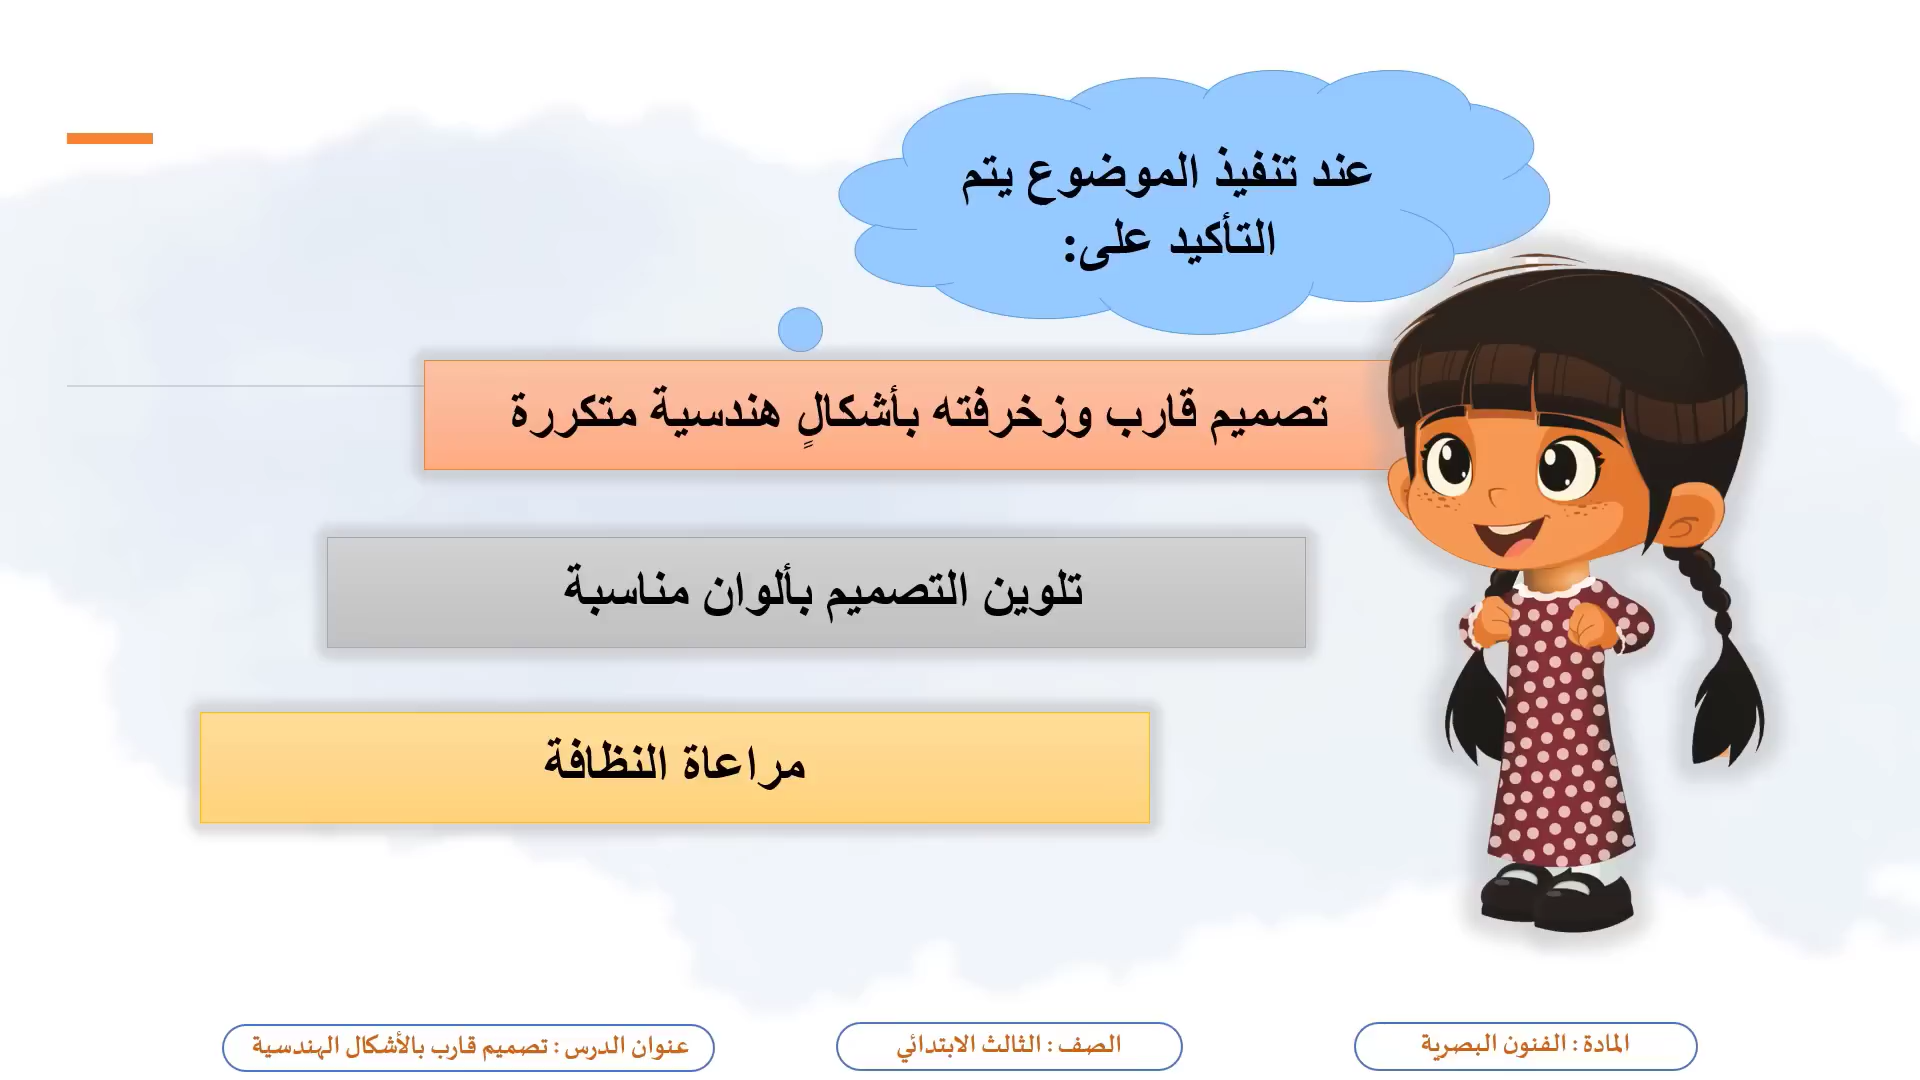 عند تنفيذ الموضوع يتم
التأكيد على:
تصميم قارب وزخرفته بأشكالٍ هندسية متكررة
تلوين التصميم بألوان مناسبة
مراعاة النظافة
المادة : الفنون البصرية
الصف : الثالث الابتدائي
عنوان الدرس : تصميم قارب بالأشكال الهندسية